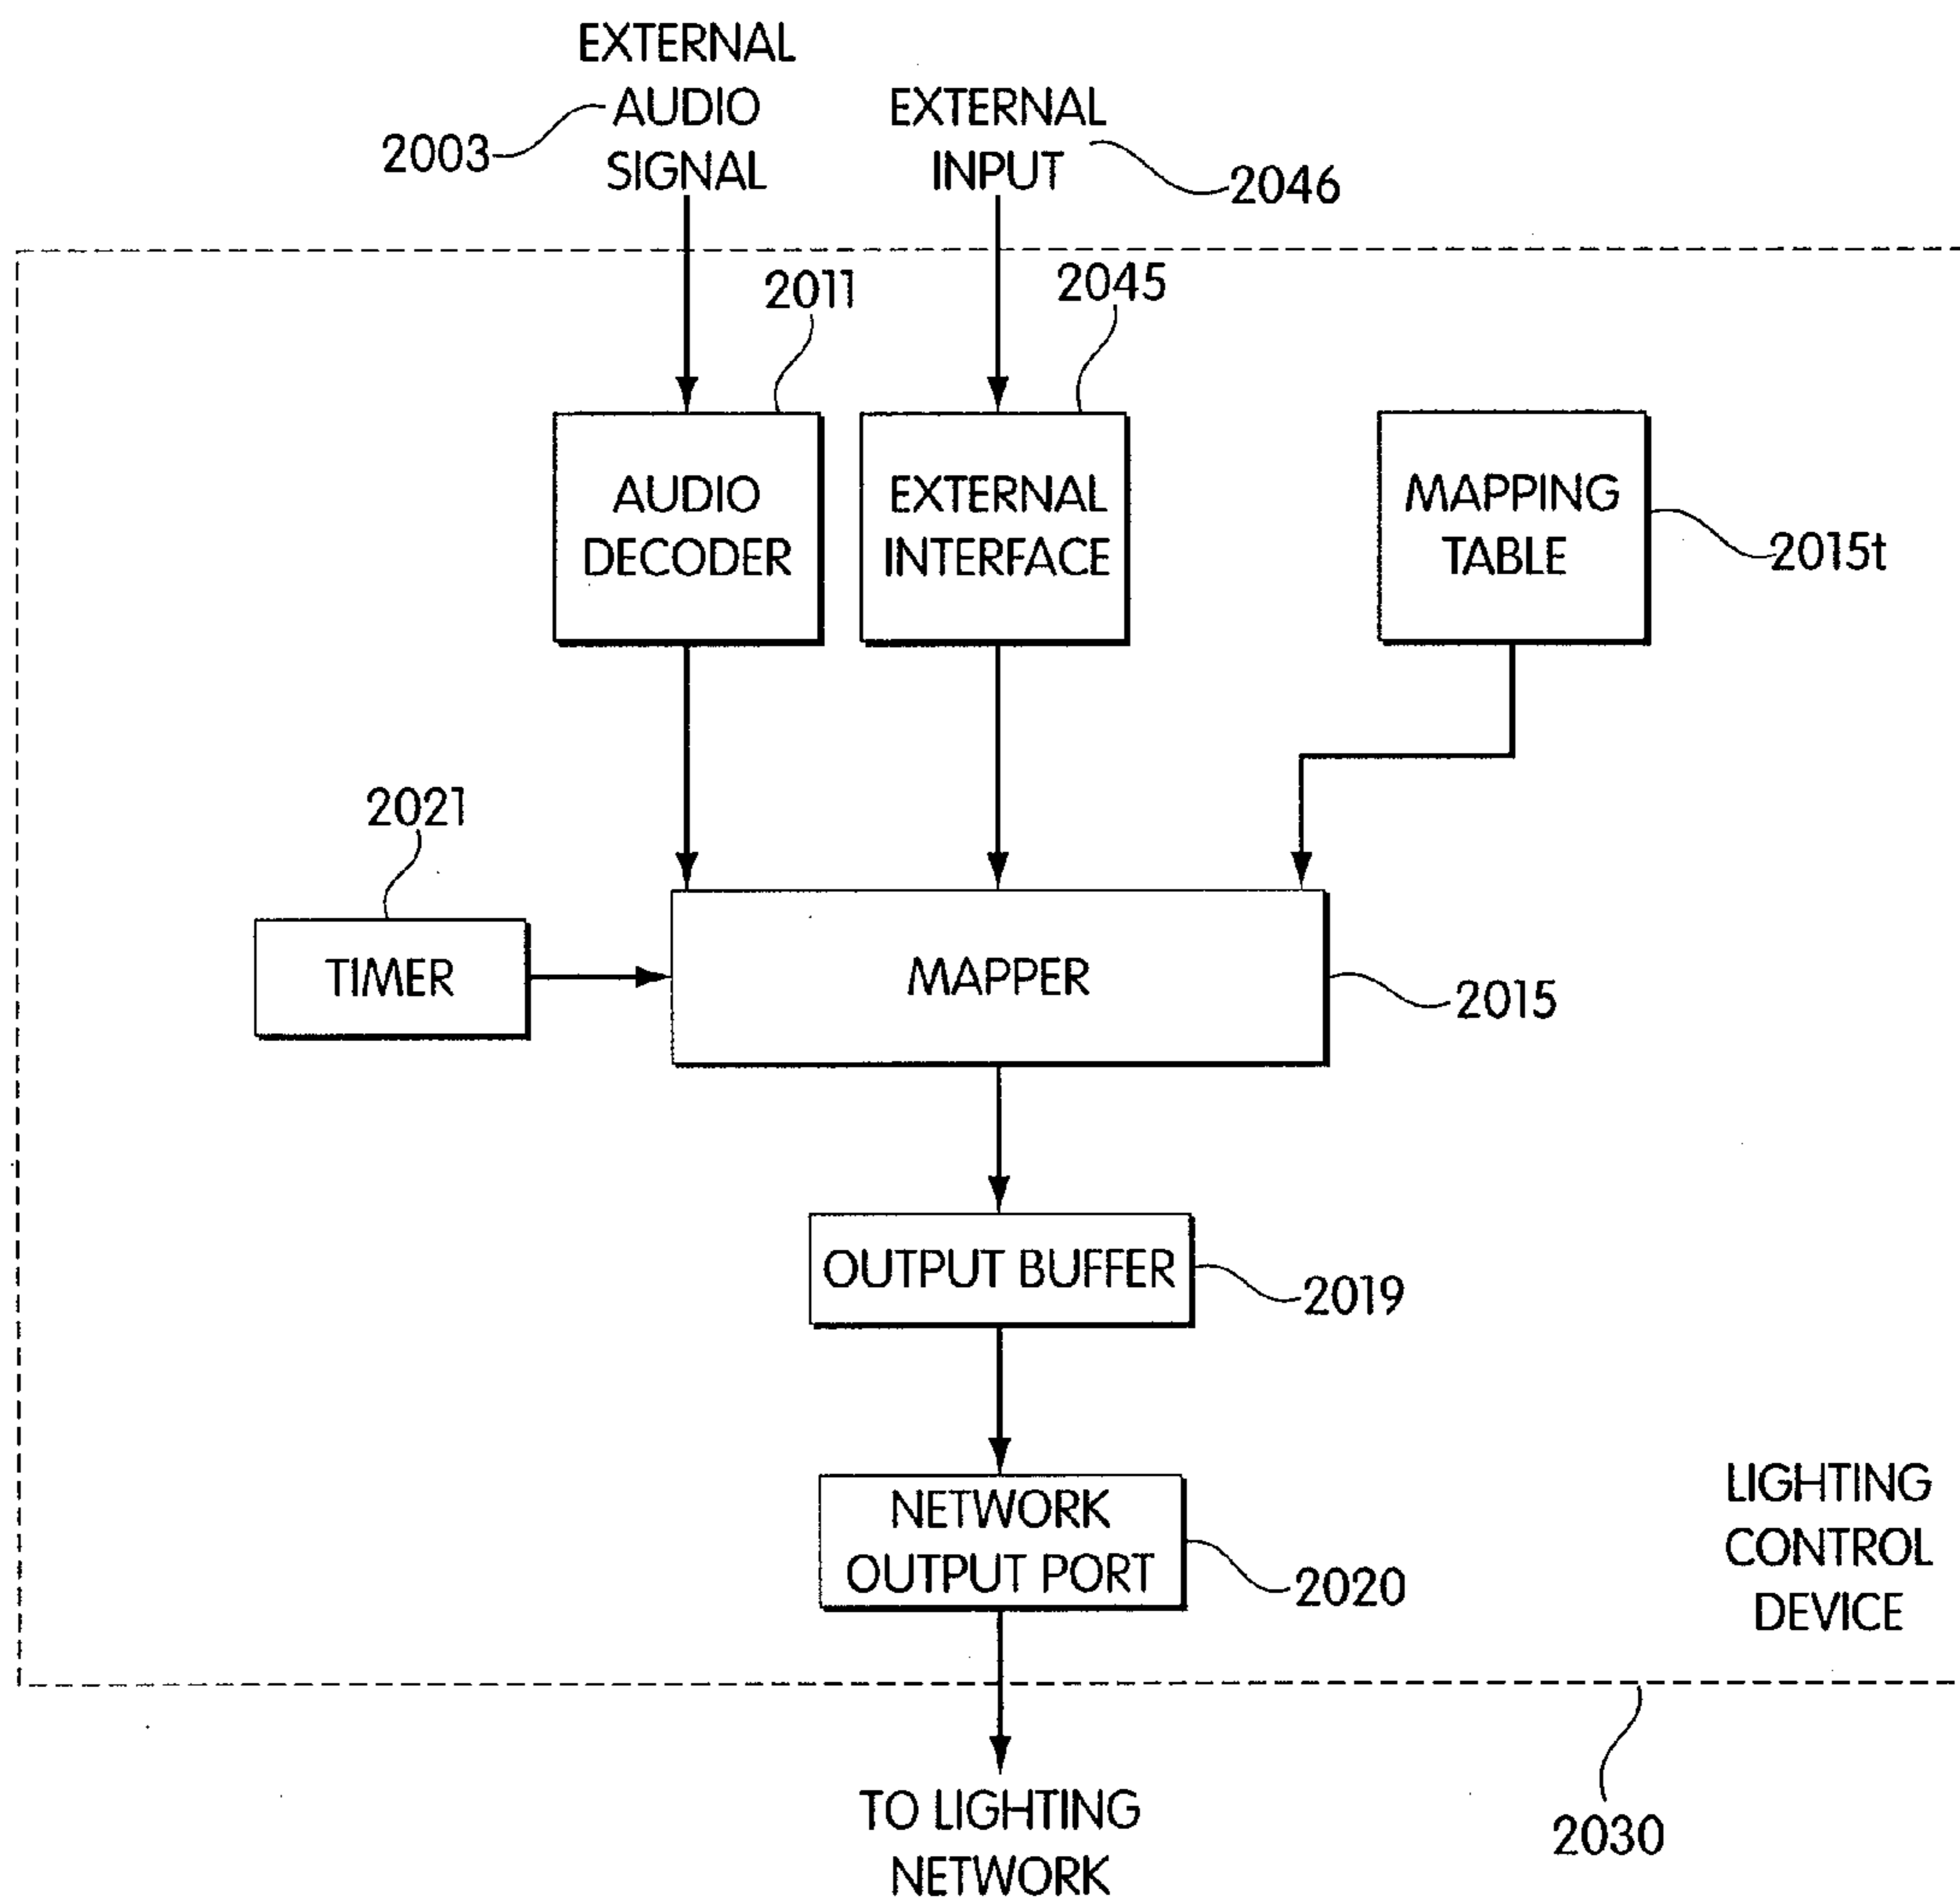 EXTERNAL
AUDIO
SIGNAL
2003
EXTERNAL
INPUT
2046
2011
2045
AUDIO
DECODER
EXTERNAL
INTERFACE
MAPPING
TABLE
2015t
2021
TIMER
MAPPER
2015
OUTPUT BUFFER
2019
NETWORK
OUTPUT PORT
2020
LIGHTING
CONTROL
DEVICE
TO LIGHTING
NETWORK
2030